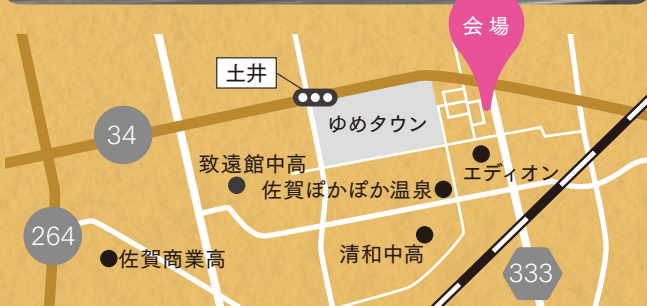 会場
土井
ゆめタウン
34
致遠館中高
エディオン
佐賀ぽかぽか温泉
264
佐賀商業高
清和中高
333